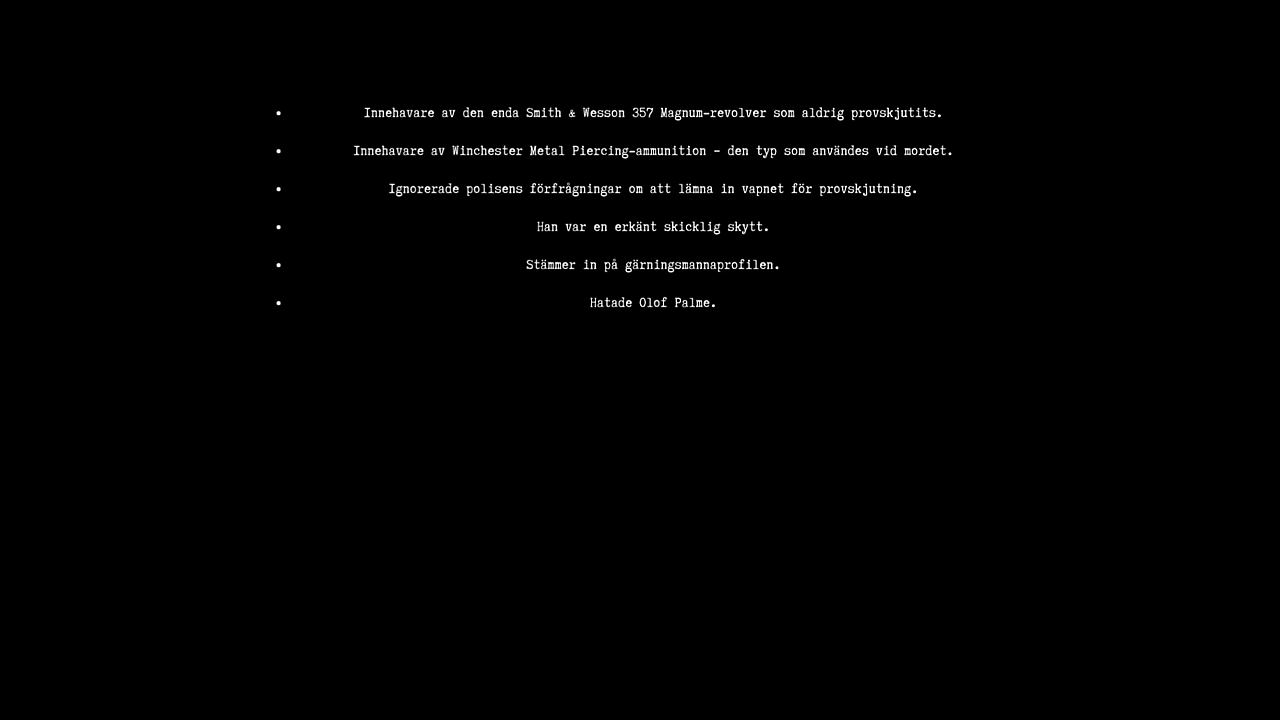 • Innehavare av den enda Smith & Wesson 357 Magnum-revolver som aldrig provskjutits.
• Innehavare av Winchester Metal Piercing-ammunition - den typ som användes vid mordet.
• Ignorerade polisens förfrågningar om att lämna in vapnet för provskjutning.
• Han var en erkänt skicklig skytt.
• Stämmer in på gärningsmannaprofilen.
• Hatade Olof Palme.